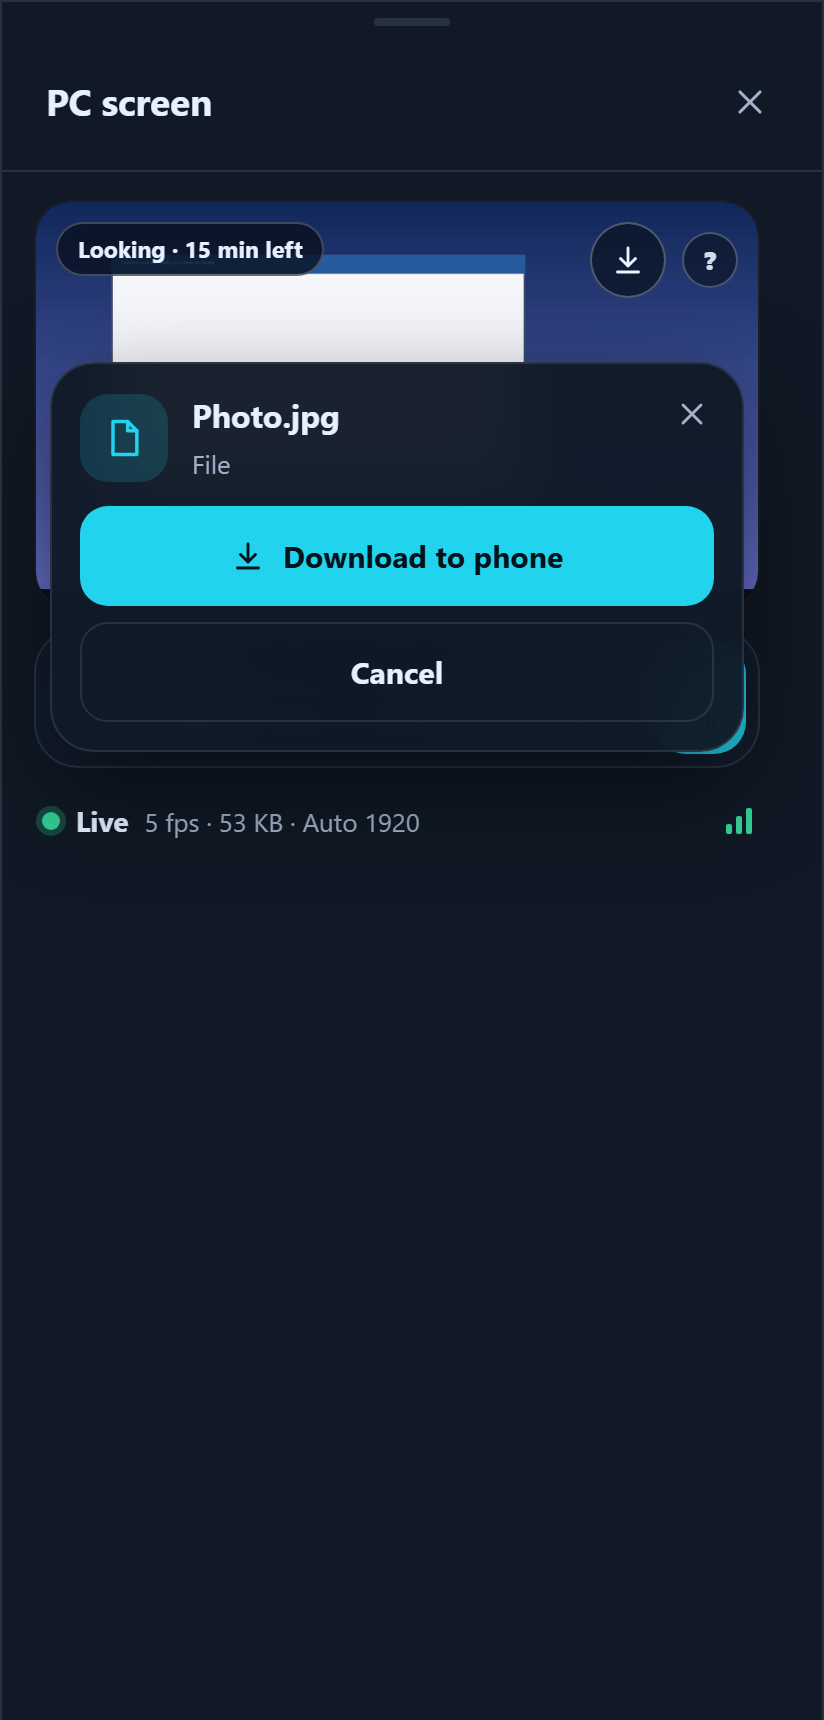 PC screen
Looking · 15 min left
?
Photo.jpg
File
Download to phone
Cancel
Live 5 fps · 53 KB · Auto 1920